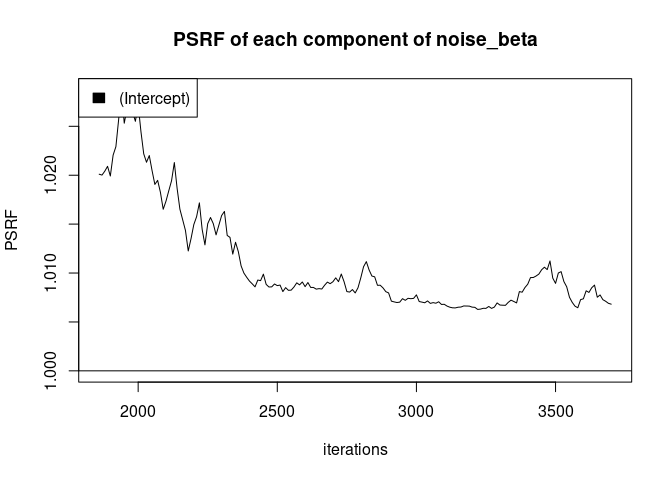 PSRF of each component of noise_beta
(Intercept)
1.020
1.010
1.000
PSRF
2000 2500 3000 3500
iterations